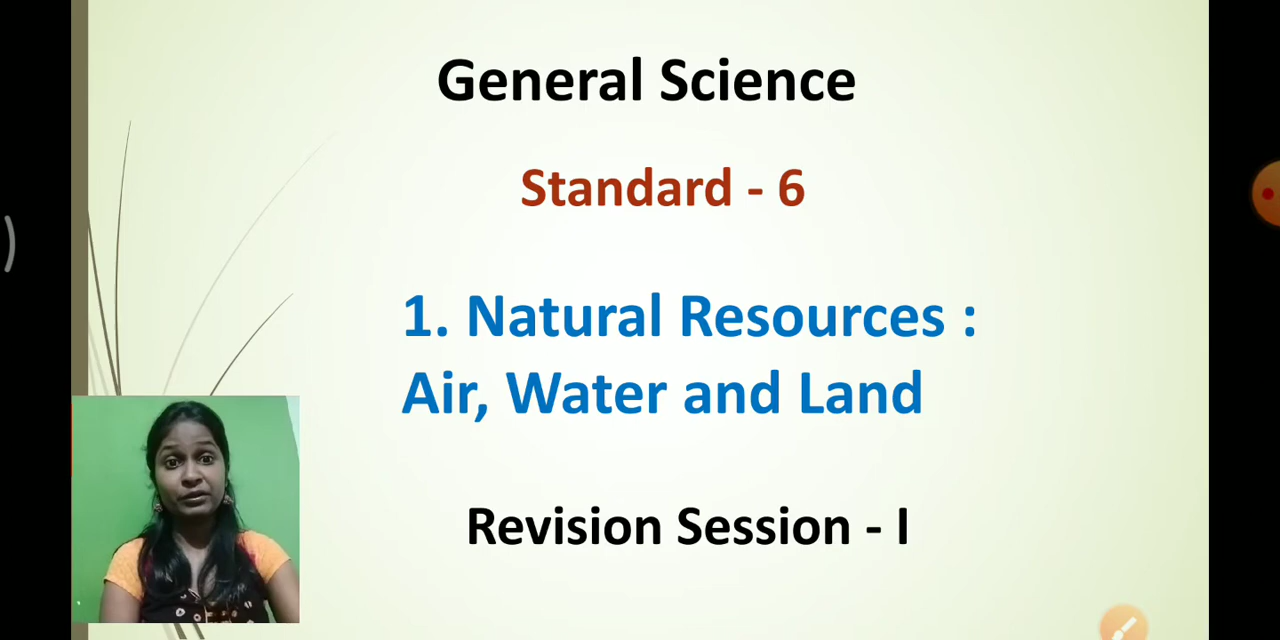 General Science
Standard - 6
1. Natural Resources :
Air, Water and Land
Revision Session - I